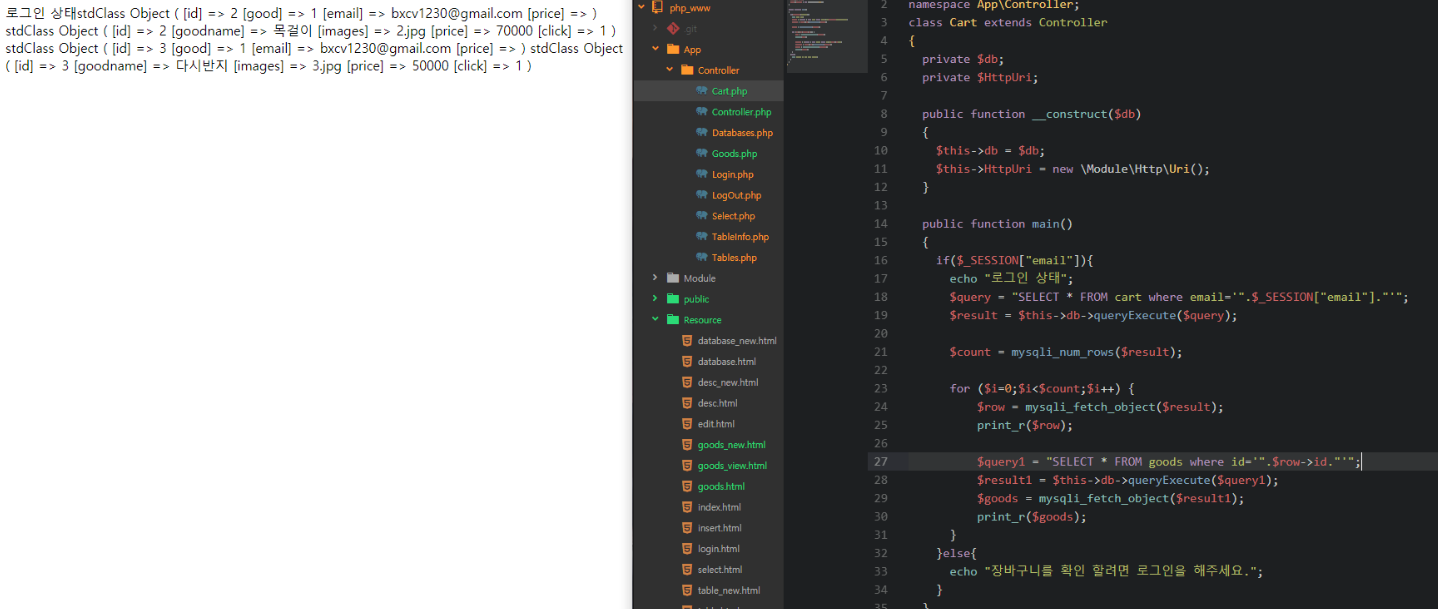 로그인 상태stdClass Object ( [id] => 2 [good] => 1 [email] => bxcv1230@gmail.com [price] => )
stdClass Object ( [id] => 2 [goodname] => 목걸이 [images] => 2.jpg [price] => 70000 [click] => 1 )
stdClass Object ( [id] => 3 [good] => 1 [email] => bxcv1230@gmail.com [price] => ) stdClass Object
( [id] => 3 [goodname] => 다시반지 [images] => 3.jpg [price] => 50000 [click] => 1 )
php_www
.git
App
Controller
Cart.php
Controller.php
Databases.php
Goods.php
Login.php
LogOut.php
Select.php
TableInfo.php
Tables.php
Module
public
Resource
database_new.html
database.html
desc_new.html
desc.html
edit.html
goods_new.html
goods_view.html
goods.html
index.html
insert.html
login.html
select.html
table_new.html
2 namespace App\Controller;
3 class Cart extends Controller
4 {
5 private $db;
6 private $HttpUri;
7
8 public function __construct($db)
9 {
10 $this->db = $db;
11 $this->HttpUri = new \Module\Http\Uri();
12 }
13
14 public function main()
15 {
16 if($_SESSION["email"]){
17 echo "로그인 상태";
18 $query = "SELECT * FROM cart where email='".$_SESSION["email"]."'";
19 $result = $this->db->queryExecute($query);
20
21 $count = mysqli_num_rows($result);
22
23 for ($i=0;$i<$count;$i++) {
24 $row = mysqli_fetch_object($result);
25 print_r($row);
26
27 $query1 = "SELECT * FROM goods where id='".$row->id."'";
28 $result1 = $this->db->queryExecute($query1);
29 $goods = mysqli_fetch_object($result1);
30 print_r($goods);
31 }
32 }else{
33 echo "장바구니를 확인 할려면 로그인을 해주세요.";
34 }
35 }